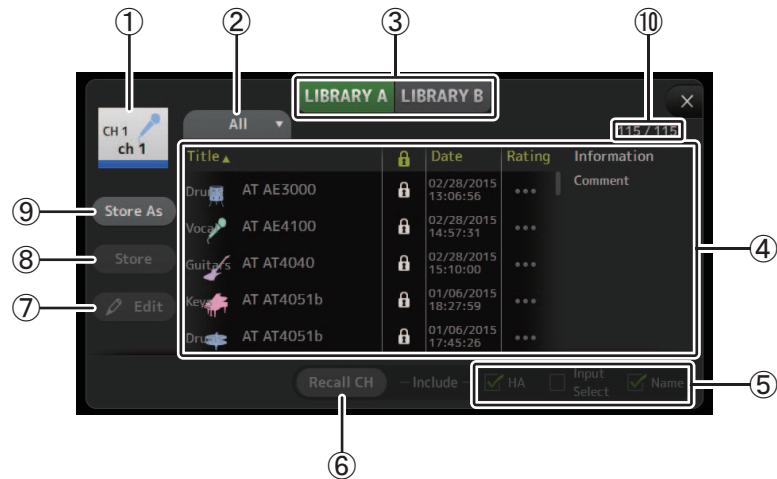 ① ② ③ ⑩
LIBRARY A LIBRARY B
CH 1
ch 1
All
115 / 115
Title Date Rating Information
Drum AT AE3000 02/28/2015 13:06:56 Comment
Vocal AT AE4100 02/28/2015 14:57:31
Guitars AT AT4040 02/28/2015 15:10:00
Key AT AT4051b 01/06/2015 18:27:59
Drum AT AT4051b 01/06/2015 17:45:26
⑨ Store As
⑧ Store
⑦ Edit
④
Recall CH Include HA Input Select Name
⑤
⑥